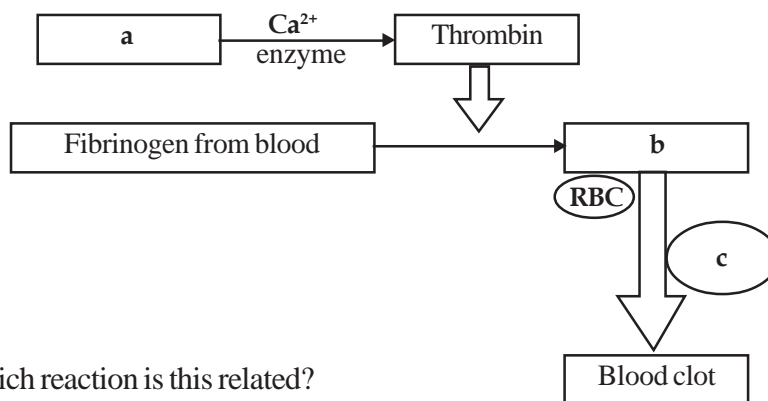 a
Ca²⁺
enzyme
Thrombin
Fibrinogen from blood
b
RBC
c
Blood clot
ich reaction is this related?